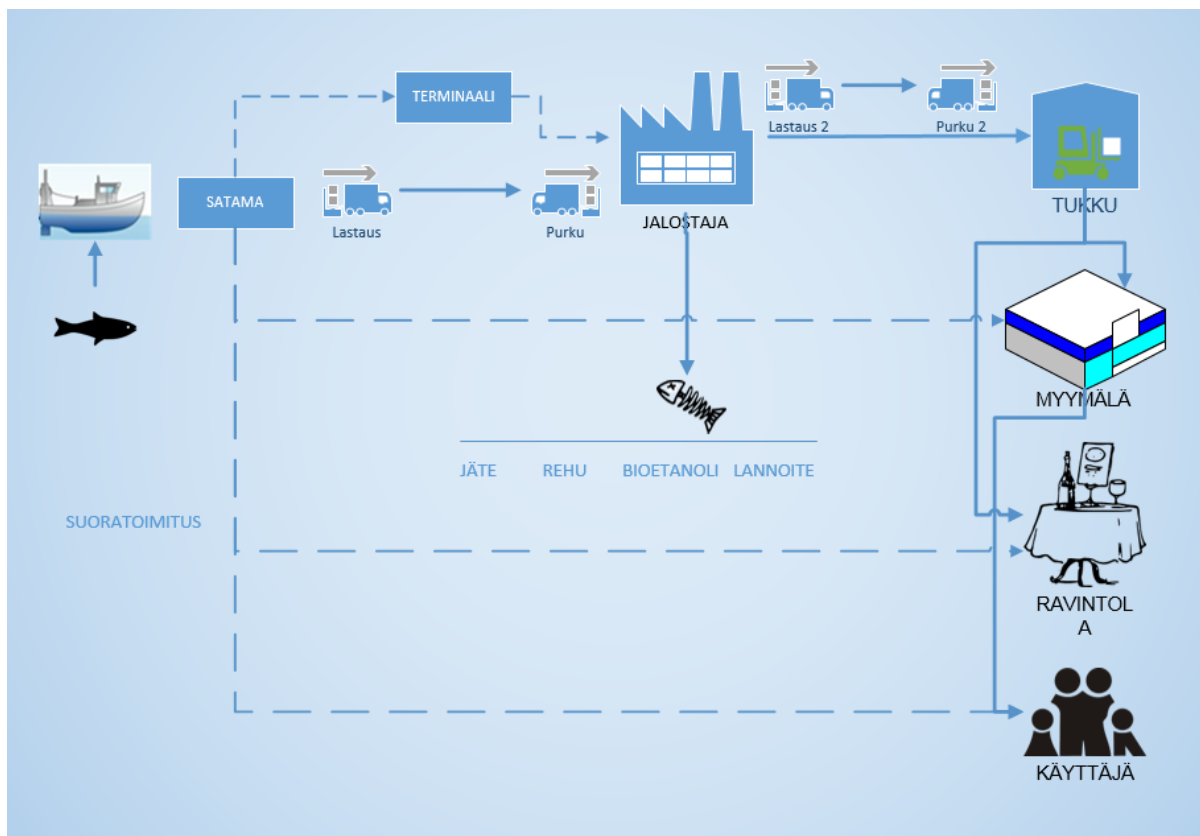 TERMINAALI
Lastaus 2
Purku 2
SATAMA
Lastaus
Purku
JALOSTAJA
TUKKU
MYYMÄLÄ
JÄTE REHU BIOETANOLI LANNOITE
SUORATOIMITUS
RAVINTOL
A
KÄYTTÄJÄ